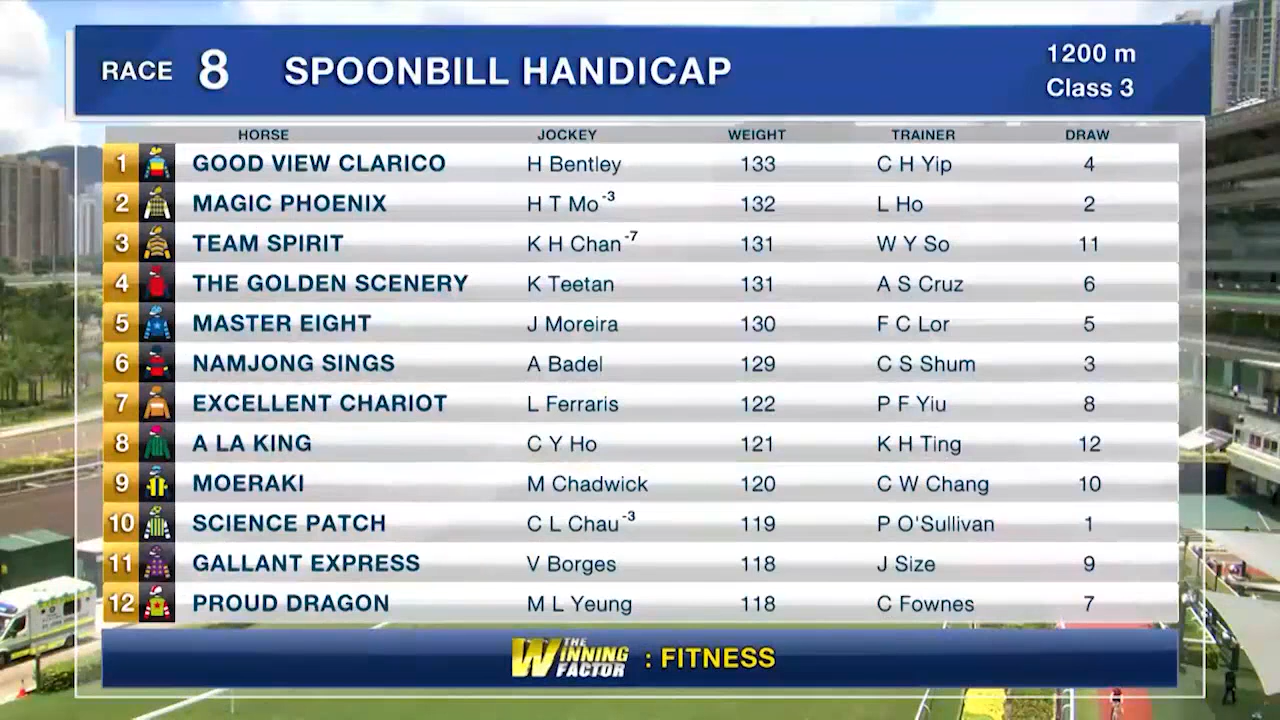 RACE 8 SPOONBILL HANDICAP 1200 m
Class 3
HORSE JOCKEY WEIGHT TRAINER DRAW
1 GOOD VIEW CLARICO H Bentley 133 C H Yip 4
2 MAGIC PHOENIX H T Mo -3 132 L Ho 2
3 TEAM SPIRIT K H Chan -7 131 W Y So 11
4 THE GOLDEN SCENERY K Teetan 131 A S Cruz 6
5 MASTER EIGHT J Moreira 130 F C Lor 5
6 NAMJONG SINGS A Badel 129 C S Shum 3
7 EXCELLENT CHARIOT L Ferraris 122 P F Yiu 8
8 A LA KING C Y Ho 121 K H Ting 12
9 MOERAKI M Chadwick 120 C W Chang 10
10 SCIENCE PATCH C L Chau -3 119 P O'Sullivan 1
11 GALLANT EXPRESS V Borges 118 J Size 9
12 PROUD DRAGON M L Yeung 118 C Fownes 7
THE WINNING FACTOR : FITNESS